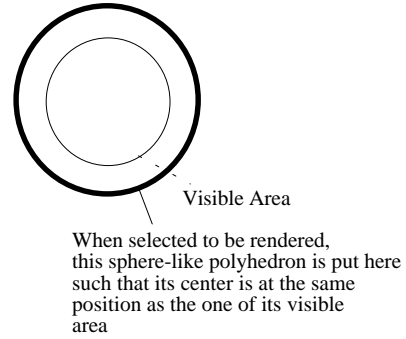 Visible Area
When selected to be rendered,
this sphere-like polyhedron is put here
such that its center is at the same
position as the one of its visible
area